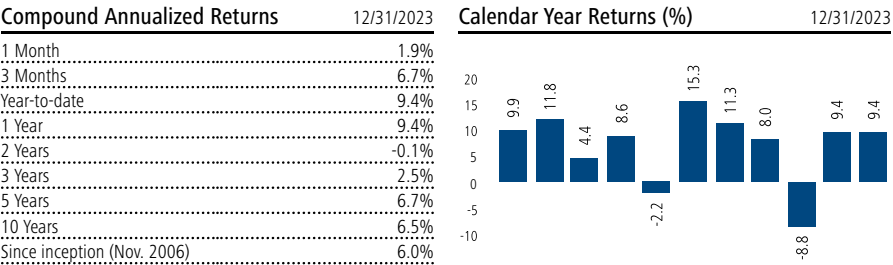 Compound Annualized Returns 12/31/2023
1 Month 1.9%
3 Months 6.7%
Year-to-date 9.4%
1 Year 9.4%
2 Years -0.1%
3 Years 2.5%
5 Years 6.7%
10 Years 6.5%
Since inception (Nov. 2006) 6.0%
Calendar Year Returns (%) 12/31/2023
20
15
10
5
0
-5
-10
9.9
11.8
4.4
8.6
-2.2
15.3
11.3
8.0
-8.8
9.4
9.4